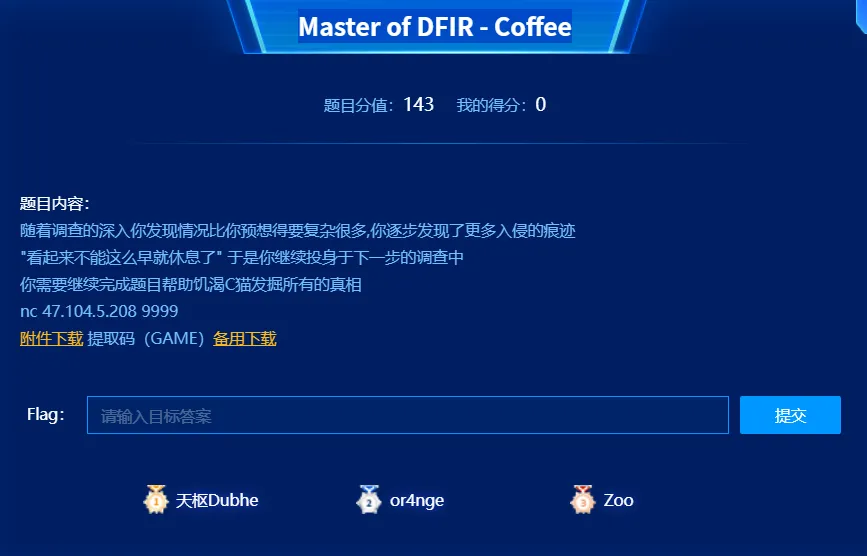 Master of DFIR - Coffee
题目分值：143 我的得分：0
题目内容：
随着调查的深入你发现情况比你预想得要复杂很多,你逐步发现了更多入侵的痕迹
"看起来不能这么早就休息了" 于是你继续投身于下一步的调查中
你需要继续完成题目帮助饥渴C猫发掘所有的真相
nc 47.104.5.208 9999
附件下载 提取码（GAME）备用下载
Flag： 请输入目标答案 提交
1 天枢Dubhe 2 or4nge 3 Zoo